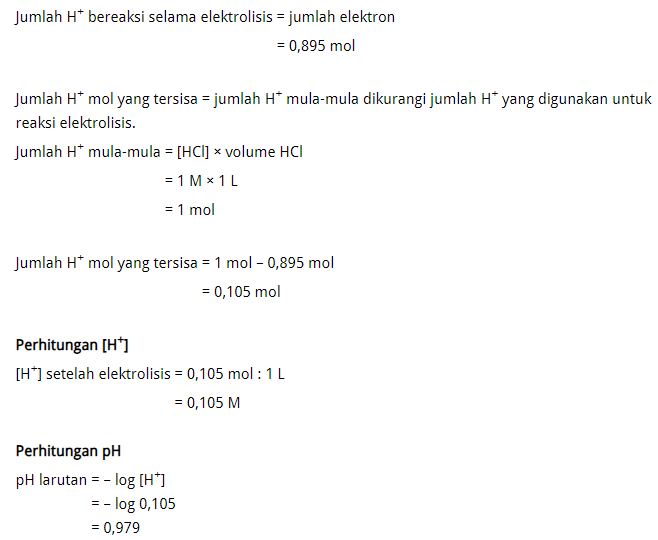 Jumlah H⁺ bereaksi selama elektrolisis = jumlah elektron
= 0,895 mol
Jumlah H⁺ mol yang tersisa = jumlah H⁺ mula-mula dikurangi jumlah H⁺ yang digunakan untuk
reaksi elektrolisis.
Jumlah H⁺ mula-mula = [HCl] × volume HCl
= 1 M × 1 L
= 1 mol
Jumlah H⁺ mol yang tersisa = 1 mol – 0,895 mol
= 0,105 mol
Perhitungan [H⁺]
[H⁺] setelah elektrolisis = 0,105 mol : 1 L
= 0,105 M
Perhitungan pH
pH larutan = – log [H⁺]
= – log 0,105
= 0,979